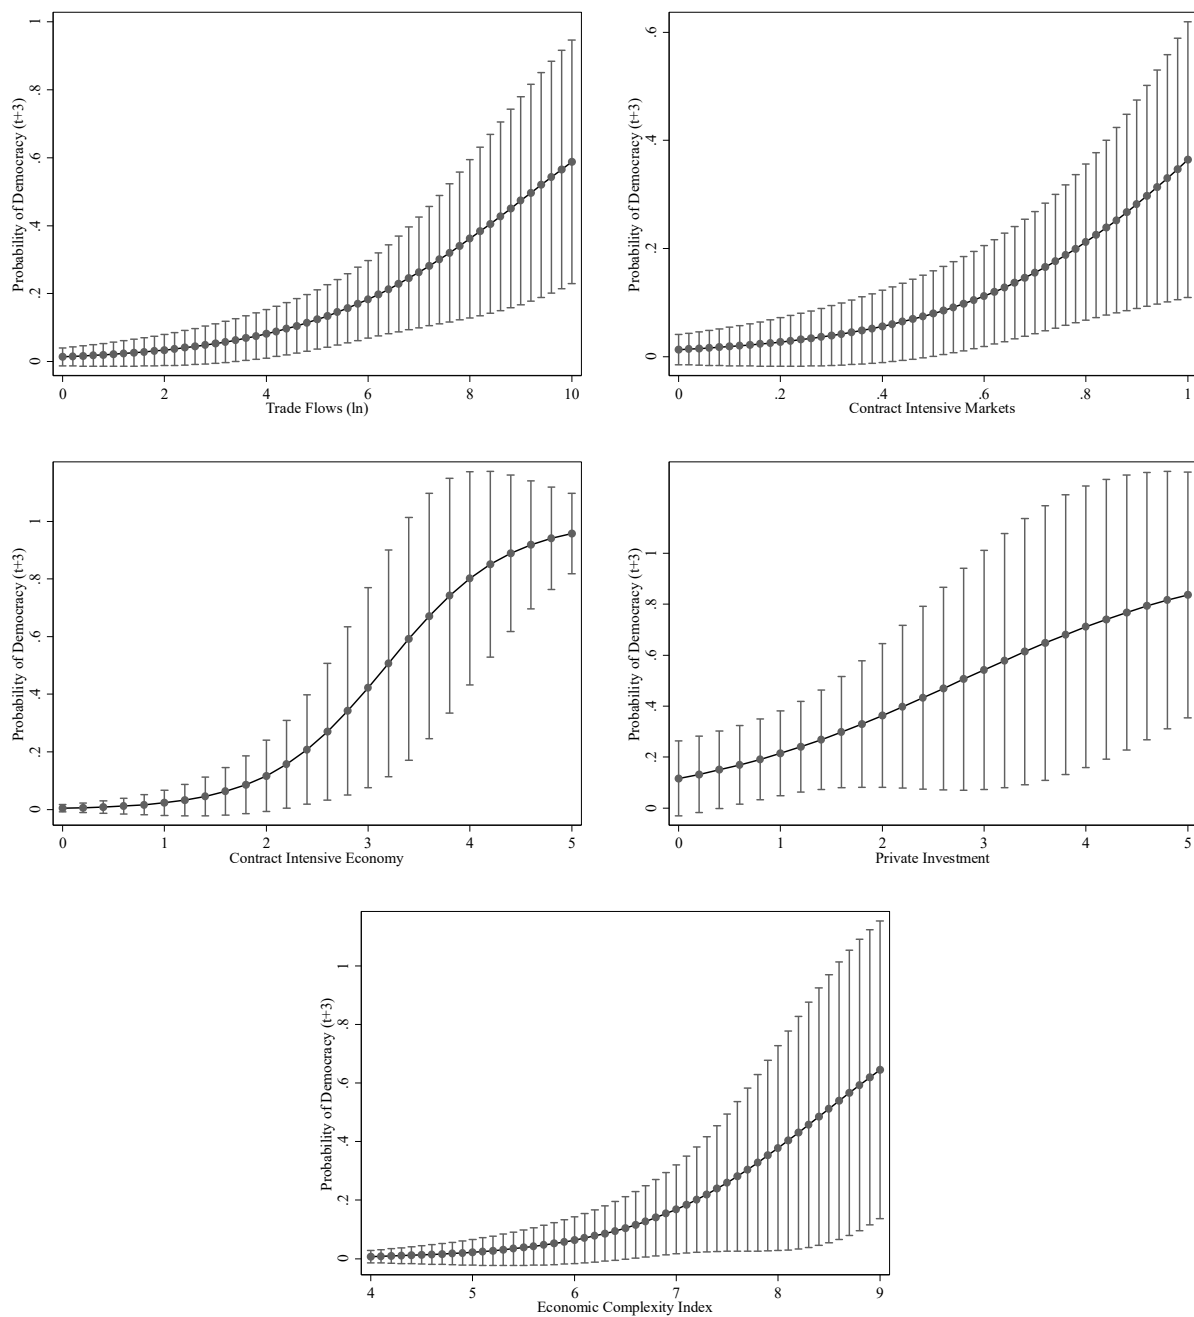 Probability of Democracy (t+3)
0 .2 .4 .6 .8 1
0 2 4 6 8 10
Trade Flows (ln)
Probability of Democracy (t+3)
0 .2 .4 .6
0 .2 .4 .6 .8 1
Contract Intensive Markets
Probability of Democracy (t+3)
0 .2 .4 .6 .8 1
0 1 2 3 4 5
Contract Intensive Economy
Probability of Democracy (t+3)
0 .2 .4 .6 .8 1
0 1 2 3 4 5
Private Investment
Probability of Democracy (t+3)
0 .2 .4 .6 .8 1
4 5 6 7 8 9
Economic Complexity Index